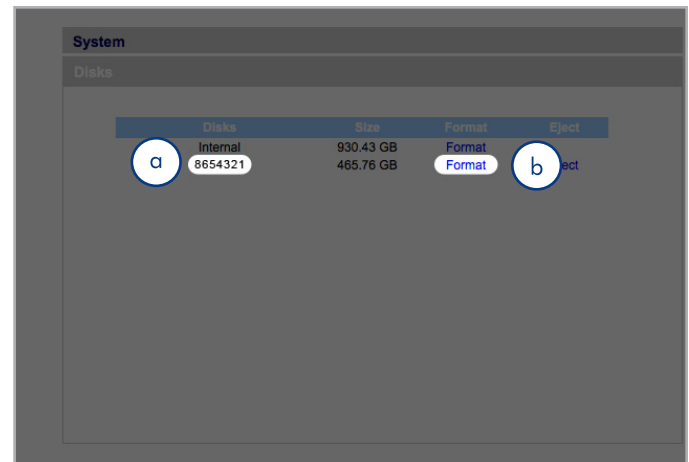 System
Disks
Disks Size Format Eject
Internal 930.43 GB Format
a 8654321 465.76 GB Format b ect